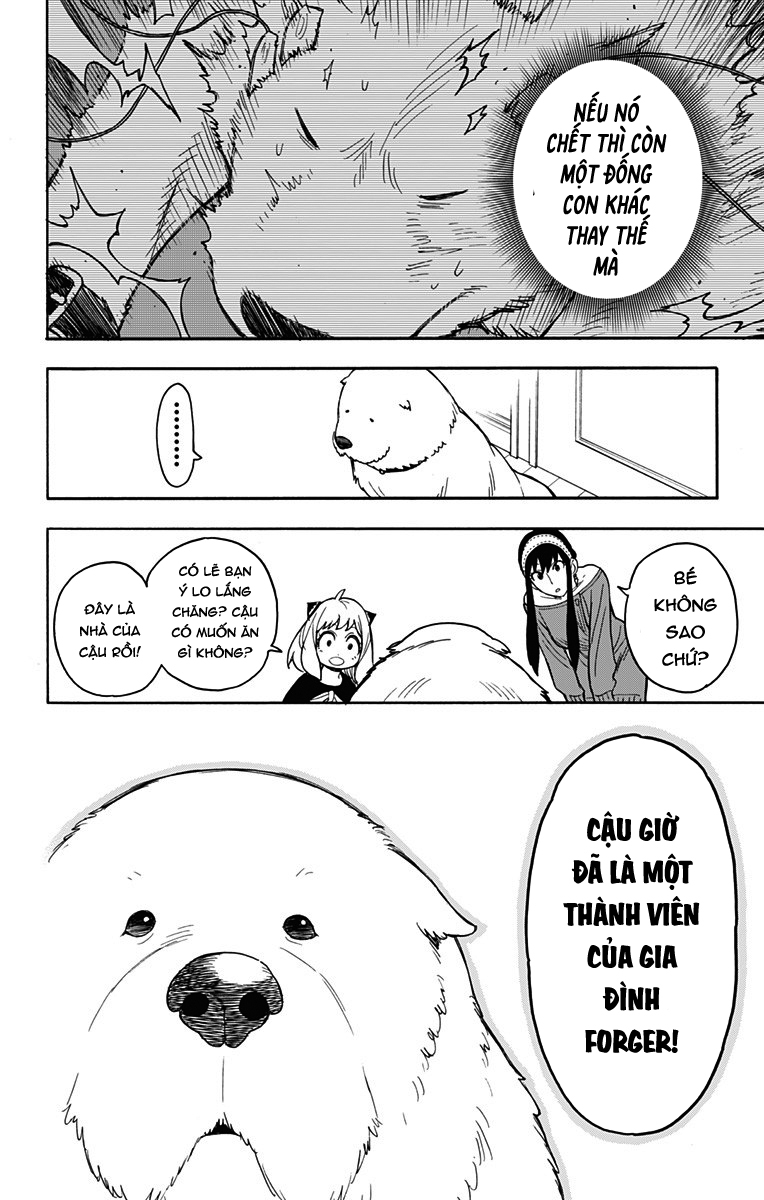 NẾU NÓ
CHẾT THÌ CÒN
MỘT ĐỐNG
CON KHÁC
THAY THẾ
MÀ
........
BÉ
KHÔNG
SAO
CHỨ?
CÓ LẼ BẠN
Ý LO LẮNG
CHĂNG? CẬU
CÓ MUỐN ĂN
GÌ KHÔNG?
ĐÂY LÀ
NHÀ CỦA
CẬU RỒI!
CẬU GIỜ
ĐÃ LÀ MỘT
THÀNH VIÊN
CỦA GIA
ĐÌNH
FORGER!